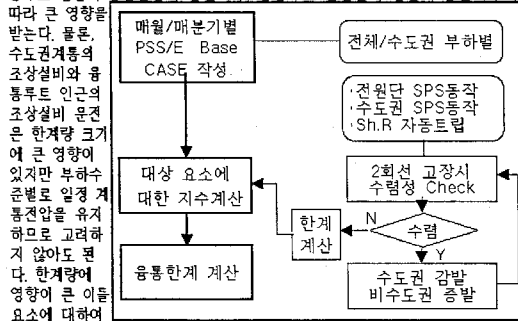 따라 큰 영향을
받는다. 물론,
수도권계통의
조상설비와 융
통루트 인근의
조상설비 운전
은 한계량 크기
에 큰 영향이
있지만 부하수
준별로 일정 계
통전압을 유지
하므로 고려하
지 않아도 된
다. 한계량에
영향이 큰 이들
요소에 대하여
매월/매분기별
PSS/E Base
CASE 작성
전체/수도권 부하별
전원단 SPS동작
수도권 SPS동작
Sh.R 자동트립
대상 요소에
대한 지수계산
2회선 고장시
수렴성 Check
한계
계산
N
수렴
Y
융통한계 계산
수도권 감발
비수도권 증발